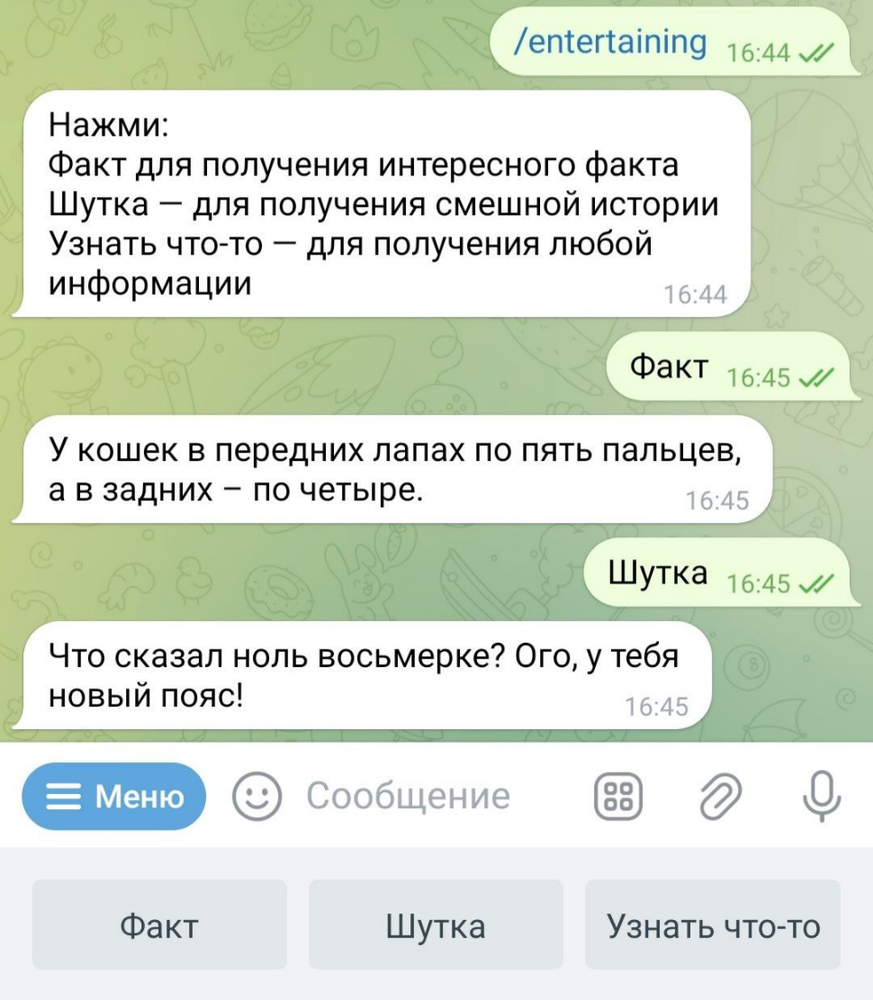 /entertaining 16:44
Нажми:
Факт для получения интересного факта
Шутка — для получения смешной истории
Узнать что-то — для получения любой
информации 16:44
Факт 16:45
У кошек в передних лапах по пять пальцев,
а в задних – по четыре. 16:45
Шутка 16:45
Что сказал ноль восьмерке? Ого, у тебя
новый пояс! 16:45
Меню Сообщение
Факт Шутка Узнать что-то